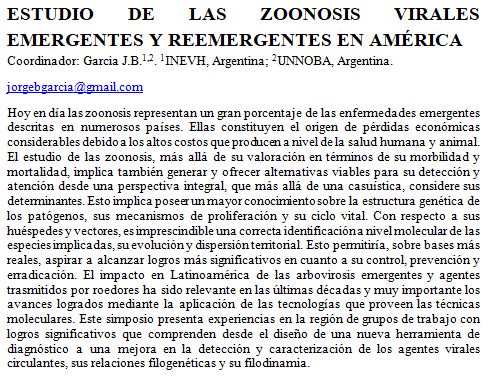 ESTUDIO DE LAS ZOONOSIS VIRALES
EMERGENTES Y REEMERGENTES EN AMÉRICA
Coordinador: Garcia J.B.1,2. 1INEVH, Argentina; 2UNNOBA, Argentina.
jorgebgarcia@gmail.com
Hoy en día las zoonosis representan un gran porcentaje de las enfermedades emergentes
descritas en numerosos países. Ellas constituyen el origen de pérdidas económicas
considerables debido a los altos costos que producen a nivel de la salud humana y animal.
El estudio de las zoonosis, más allá de su valoración en términos de su morbilidad y
mortalidad, implica también generar y ofrecer alternativas viables para su detección y
atención desde una perspectiva integral, que más allá de una casuística, considere sus
determinantes. Esto implica poseer un mayor conocimiento sobre la estructura genética de
los patógenos, sus mecanismos de proliferación y su ciclo vital. Con respecto a sus
huéspedes y vectores, es imprescindible una correcta identificación a nivel molecular de las
especies implicadas, su evolución y dispersión territorial. Esto permitiría, sobre bases más
reales, aspirar a alcanzar logros más significativos en cuanto a su control, prevención y
erradicación. El impacto en Latinoamérica de las arbovirosis emergentes y agentes
trasmitidos por roedores ha sido relevante en las últimas décadas y muy importante los
avances logrados mediante la aplicación de las tecnologías que proveen las técnicas
moleculares. Este simposio presenta experiencias en la región de grupos de trabajo con
logros significativos que comprenden desde el diseño de una nueva herramienta de
diagnóstico a una mejora en la detección y caracterización de los agentes virales
circulantes, sus relaciones filogenéticas y su filodinamia.